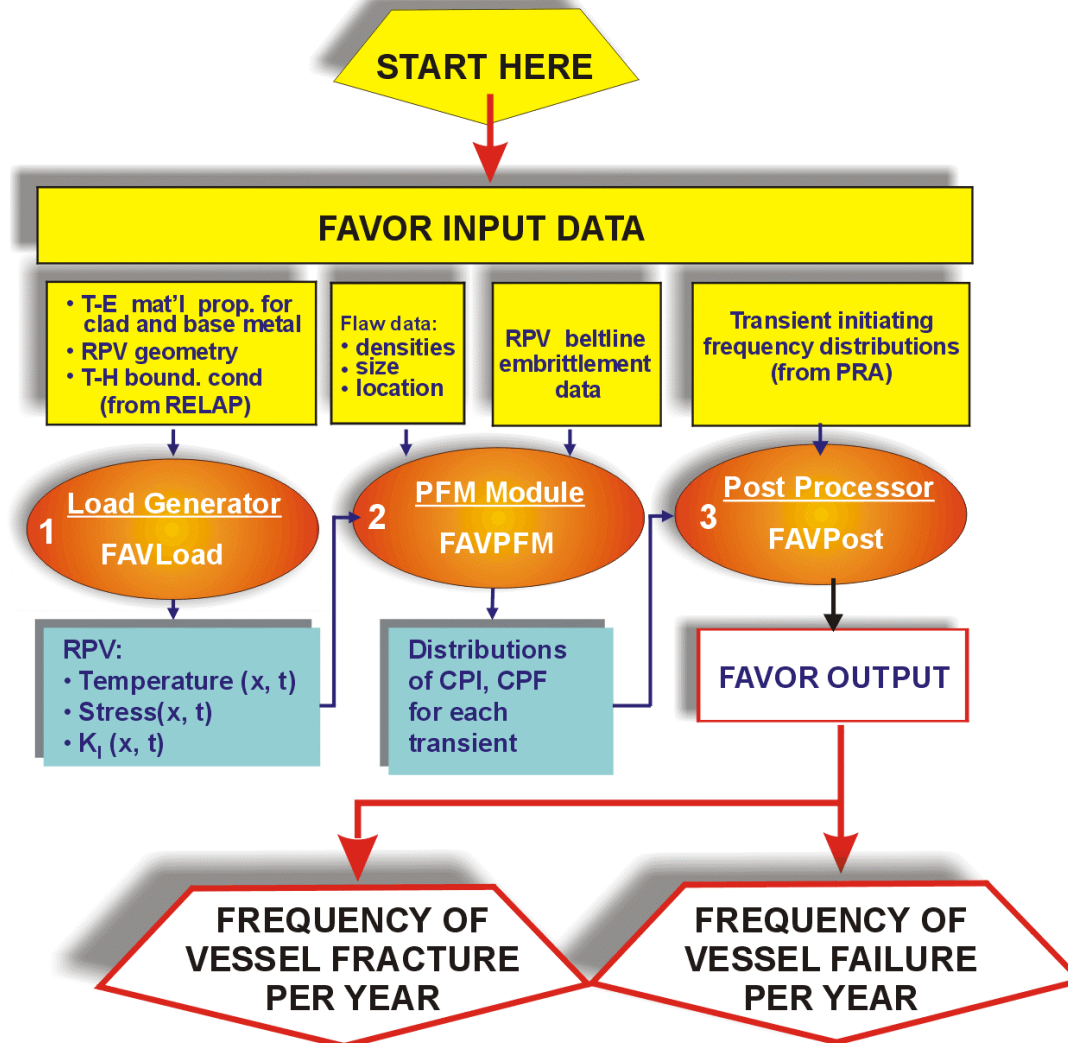 START HERE
FAVOR INPUT DATA
• T-E mat'l prop. for
clad and base metal
• RPV geometry
• T-H bound. cond
(from RELAP)
Flaw data:
• densities
• size
• location
RPV beltline
embrittlement
data
Transient initiating
frequency distributions
(from PRA)
1
Load Generator
FAVLoad
2
PFM Module
FAVPFM
3
Post Processor
FAVPost
RPV:
• Temperature (x, t)
• Stress(x, t)
• KI (x, t)
Distributions
of CPI, CPF
for each
transient
FAVOR OUTPUT
FREQUENCY OF
VESSEL FRACTURE
PER YEAR
FREQUENCY OF
VESSEL FAILURE
PER YEAR